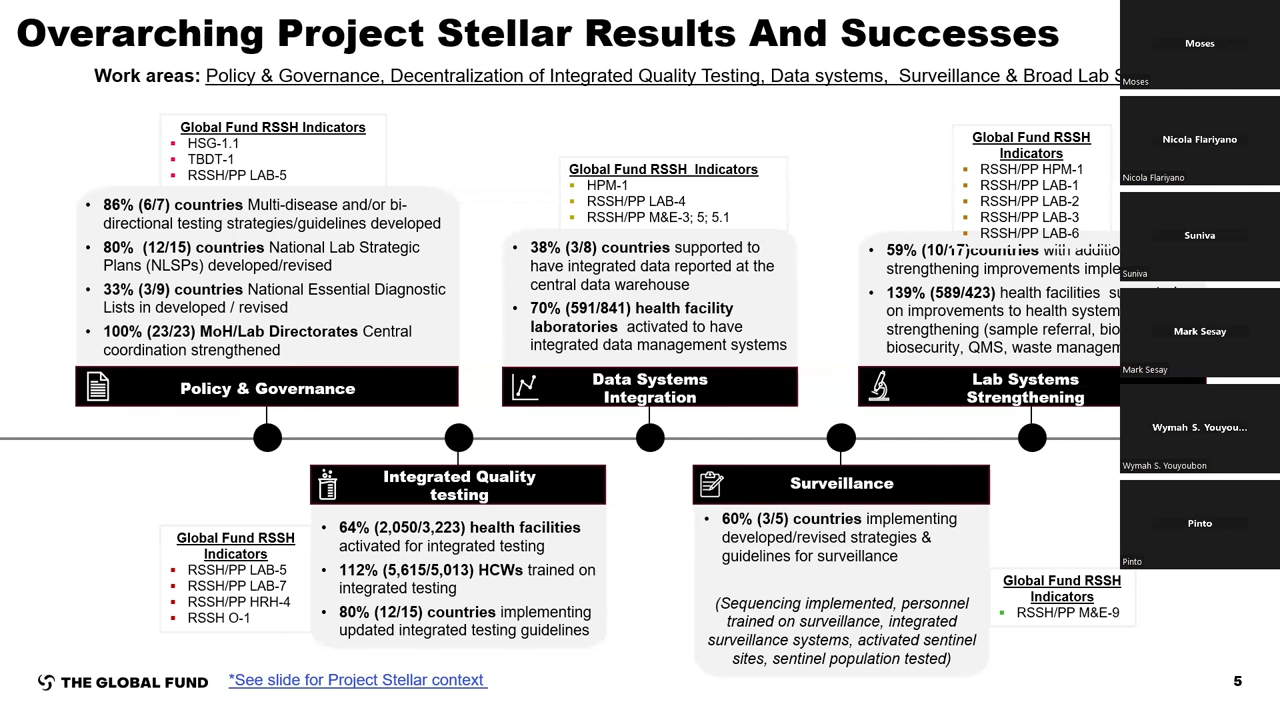 Overarching Project Stellar Results And Successes
Work areas: Policy & Governance, Decentralization of Integrated Quality Testing, Data systems, Surveillance & Broad Lab
Global Fund RSSH Indicators
▪ HSG-1.1
▪ TBDT-1
▪ RSSH/PP LAB-5
• 86% (6/7) countries Multi-disease and/or bi-
directional testing strategies/guidelines developed
• 80% (12/15) countries National Lab Strategic
Plans (NLSPs) developed/revised
• 33% (3/9) countries National Essential Diagnostic
Lists in developed / revised
• 100% (23/23) MoH/Lab Directorates Central
coordination strengthened
Policy & Governance
Global Fund RSSH Indicators
▪ HPM-1
▪ RSSH/PP LAB-4
▪ RSSH/PP M&E-3; 5; 5.1
• 38% (3/8) countries supported to
have integrated data reported at the
central data warehouse
• 70% (591/841) health facility
laboratories activated to have
integrated data management systems
Data Systems
Integration
Global Fund RSSH
Indicators
▪ RSSH/PP HPM-1
▪ RSSH/PP LAB-1
▪ RSSH/PP LAB-2
▪ RSSH/PP LAB-3
▪ RSSH/PP LAB-6
• 59% (10/17)countries with
strengthening improvements
• 139% (589/423) health facilities
on improvements to health system
strengthening (sample referral,
biosecurity, QMS, waste
Lab Systems
Strengthening
Integrated Quality
testing
Global Fund RSSH
Indicators
▪ RSSH/PP LAB-5
▪ RSSH/PP LAB-7
▪ RSSH/PP HRH-4
▪ RSSH O-1
• 64% (2,050/3,223) health facilities
activated for integrated testing
• 112% (5,615/5,013) HCWs trained on
integrated testing
• 80% (12/15) countries implementing
updated integrated testing guidelines
Surveillance
• 60% (3/5) countries implementing
developed/revised strategies &
guidelines for surveillance
(Sequencing implemented, personnel
trained on surveillance, integrated
surveillance systems, activated sentinel
sites, sentinel population tested)
Global Fund RSSH
Indicators
▪ RSSH/PP M&E-9
THE GLOBAL FUND
*See slide for Project Stellar context
5
Moses
Moses
Nicola Flariyano
Nicola Flariyano
Suniva
Suniva
Mark Sesay
Mark Sesay
Wymah S. Youyou...
Wymah S. Youyoubon
Pinto
Pinto